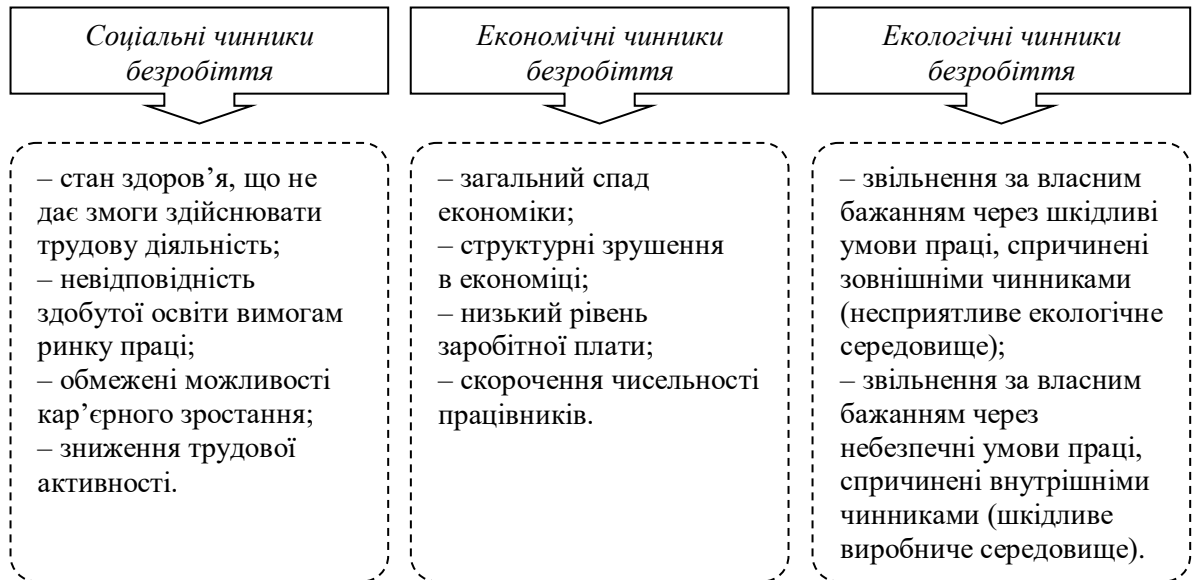 Соціальні чинники
безробіття
– стан здоров’я, що не
дає змоги здійснювати
трудову діяльність;
– невідповідність
здобутої освіти вимогам
ринку праці;
– обмежені можливості
кар’єрного зростання;
– зниження трудової
активності.
Економічні чинники
безробіття
– загальний спад
економіки;
– структурні зрушення
в економіці;
– низький рівень
заробітної плати;
– скорочення чисельності
працівників.
Екологічні чинники
безробіття
– звільнення за власним
бажанням через шкідливі
умови праці, спричинені
зовнішніми чинниками
(несприятливе екологічне
середовище);
– звільнення за власним
бажанням через
небезпечні умови праці,
спричинені внутрішніми
чинниками (шкідливе
виробниче середовище).